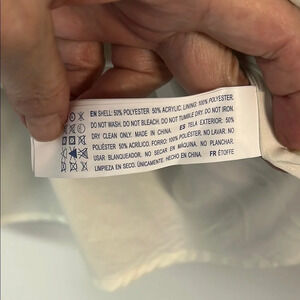 EN SHELL: 50% POLYESTER 50% ACRYLIC. LINING: 100% POLYESTER.
DO NOT WASH. DO NOT BLEACH. DO NOT TUMBLE DRY. DO NOT IRON.
DRY CLEAN ONLY. MADE IN CHINA. ES TELA EXTERIOR: 50%
POLIÉSTER 50% ACRÍLICO. FORRO: 100% POLIÉSTER. NO LAVAR. NO
USAR BLANQUEADOR. NO SECAR EN MÁQUINA. NO PLANCHAR.
LIMPIEZA EN SECO. ÚNICAMENTE. HECHO EN CHINA. FR ÉTOFFE